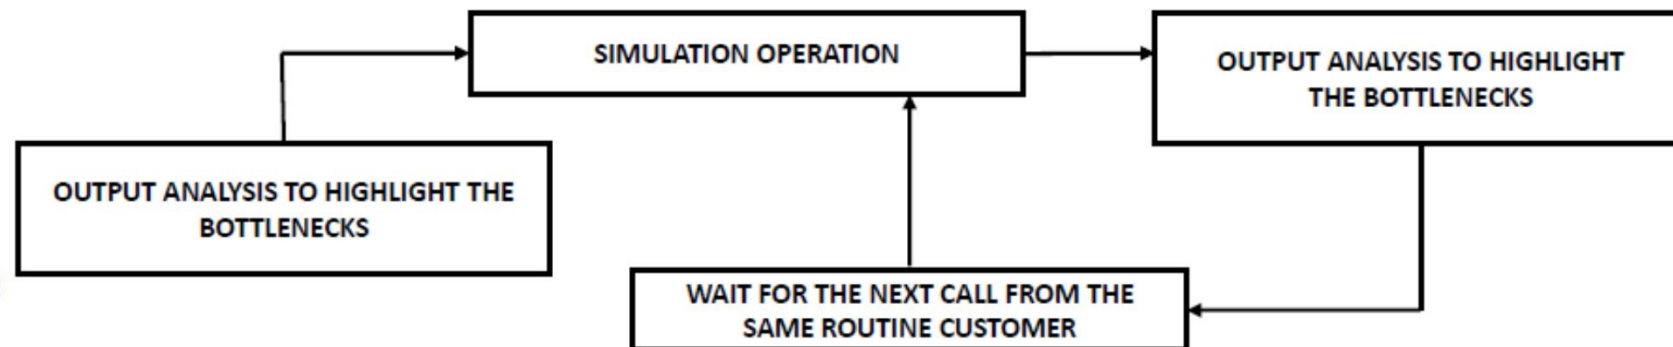 SIMULATION OPERATION
OUTPUT ANALYSIS TO HIGHLIGHT
THE BOTTLENECKS
OUTPUT ANALYSIS TO HIGHLIGHT THE
BOTTLENECKS
WAIT FOR THE NEXT CALL FROM THE
SAME ROUTINE CUSTOMER